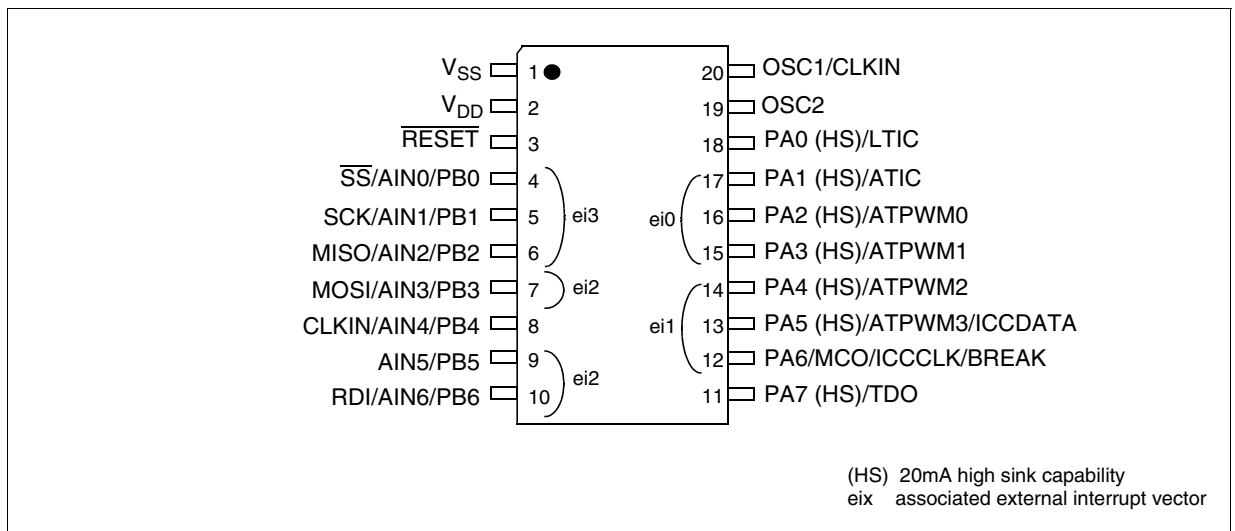 VSS 1 20 OSC1/CLKIN
VDD 2 19 OSC2
RESET 3 18 PA0 (HS)/LTIC
SS/AIN0/PB0 4 17 PA1 (HS)/ATIC
SCK/AIN1/PB1 5 ei3 ei0 16 PA2 (HS)/ATPWM0
MISO/AIN2/PB2 6 15 PA3 (HS)/ATPWM1
MOSI/AIN3/PB3 7 ei2 14 PA4 (HS)/ATPWM2
CLKIN/AIN4/PB4 8 ei1 13 PA5 (HS)/ATPWM3/ICCDATA
AIN5/PB5 9 12 PA6/MCO/ICCCLK/BREAK
RDI/AIN6/PB6 10 ei2 11 PA7 (HS)/TDO
(HS) 20mA high sink capability
eix associated external interrupt vector